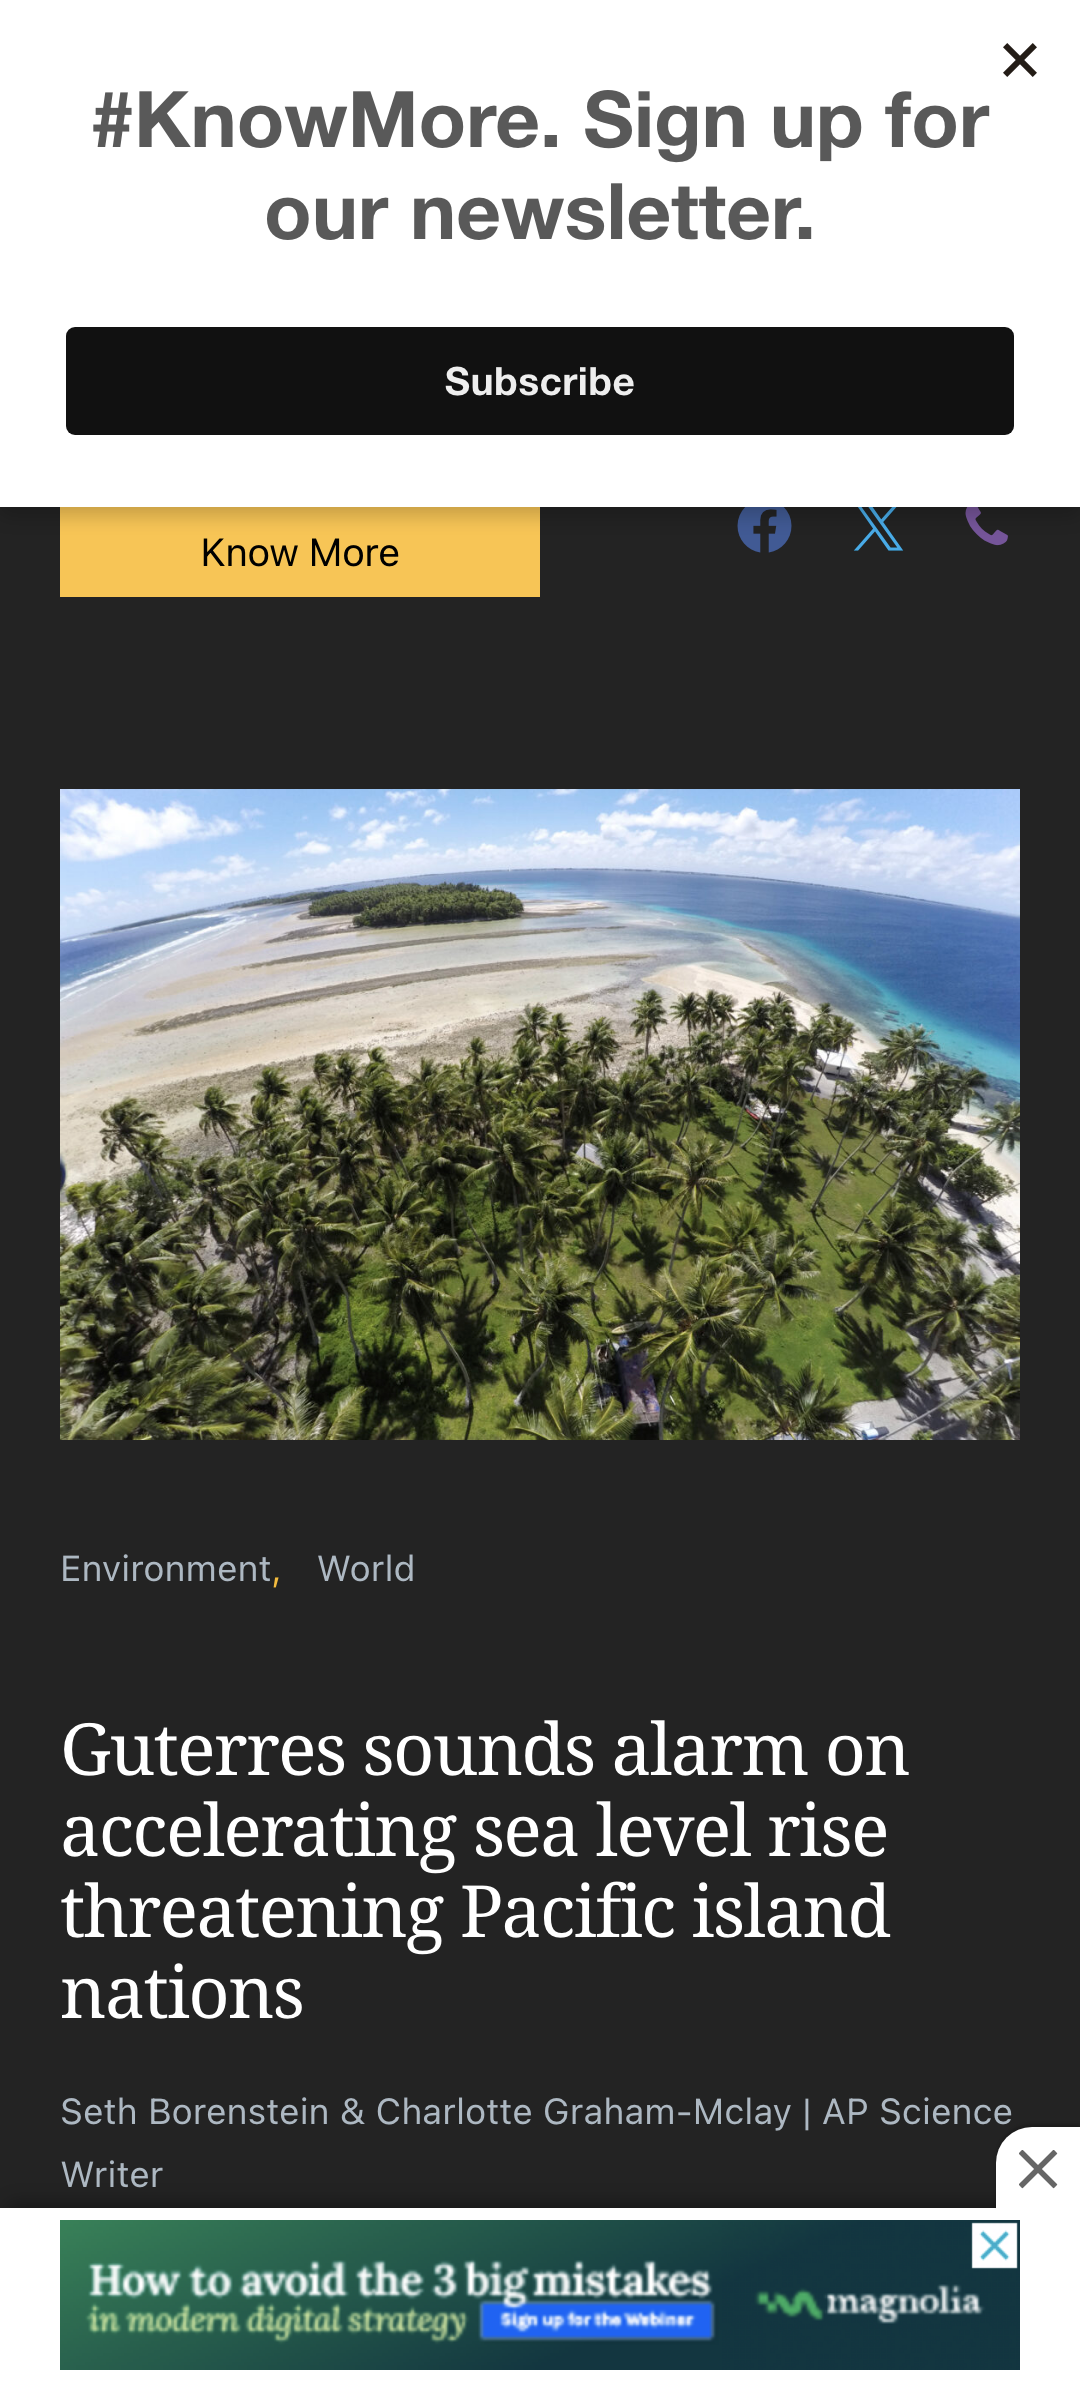 #KnowMore. Sign up for
our newsletter.
Subscribe
Know More
Environment, World
Guterres sounds alarm on
accelerating sea level rise
threatening Pacific island
nations
Seth Borenstein & Charlotte Graham-Mclay | AP Science
Writer
How to avoid the 3 big mistakes
in modern digital strategy
Sign up for the Webiner
magnolia